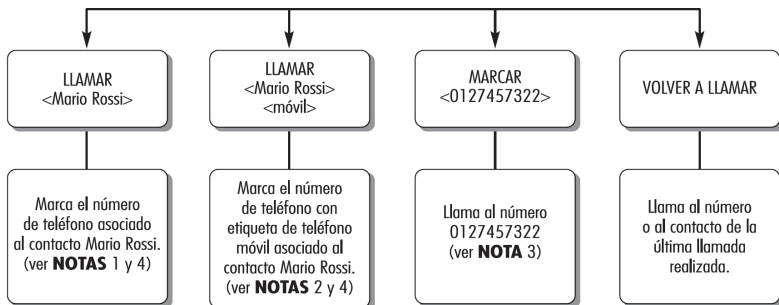 LLAMAR
<Mario Rossi>
LLAMAR
<Mario Rossi>
<móvil>
MARCAR
<0127457322>
VOLVER A LLAMAR
Marca el número
de teléfono asociado
al contacto Mario Rossi.
(ver NOTAS 1 y 4)
Marca el número
de teléfono con
etiqueta de teléfono
móvil asociado al
contacto Mario Rossi.
(ver NOTAS 2 y 4)
Llama al número
0127457322
(ver NOTA 3)
Llama al número
o al contacto de la
última llamada
realizada.